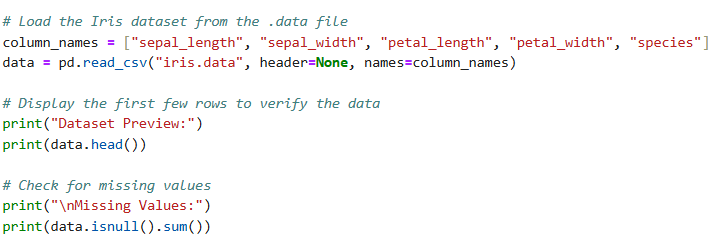 # Load the Iris dataset from the .data file
column_names = ["sepal_length", "sepal_width", "petal_length", "petal_width", "species"]
data = pd.read_csv("iris.data", header=None, names=column_names)
# Display the first few rows to verify the data
print("Dataset Preview:")
print(data.head())
# Check for missing values
print("\nMissing Values:")
print(data.isnull().sum())